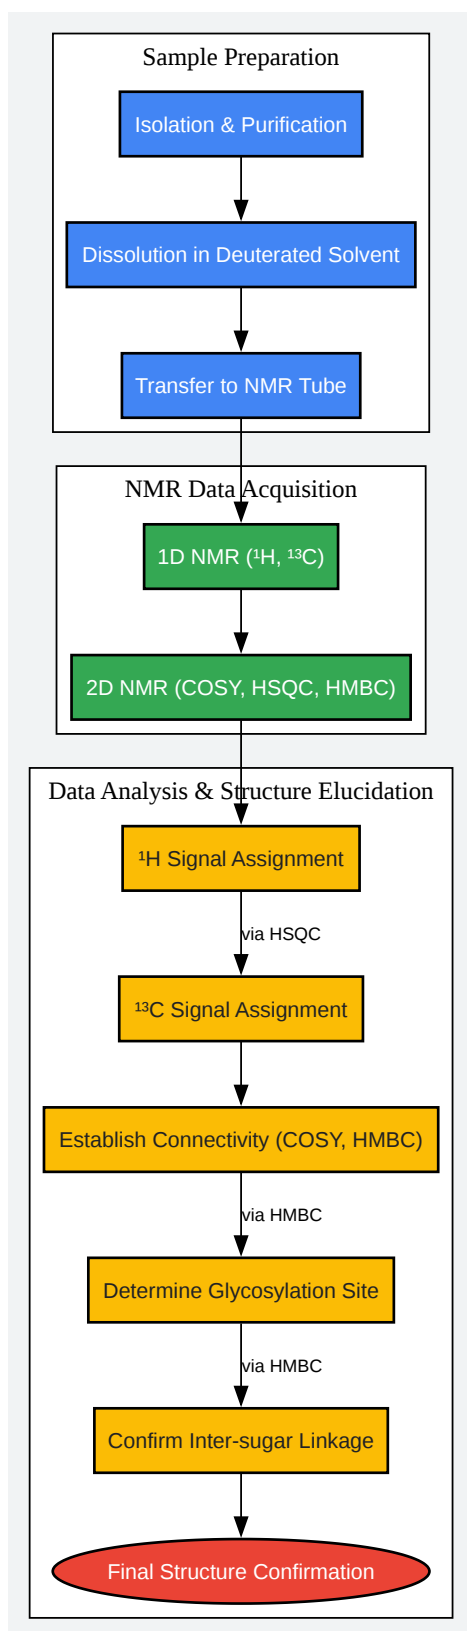 Sample Preparation
Isolation & Purification
Dissolution in Deuterated Solvent
Transfer to NMR Tube
NMR Data Acquisition
1D NMR (¹H, ¹³C)
2D NMR (COSY, HSQC, HMBC)
Data Analysis & Structure Elucidation
¹H Signal Assignment
via HSQC
¹³C Signal Assignment
Establish Connectivity (COSY, HMBC)
via HMBC
Determine Glycosylation Site
via HMBC
Confirm Inter-sugar Linkage
Final Structure Confirmation